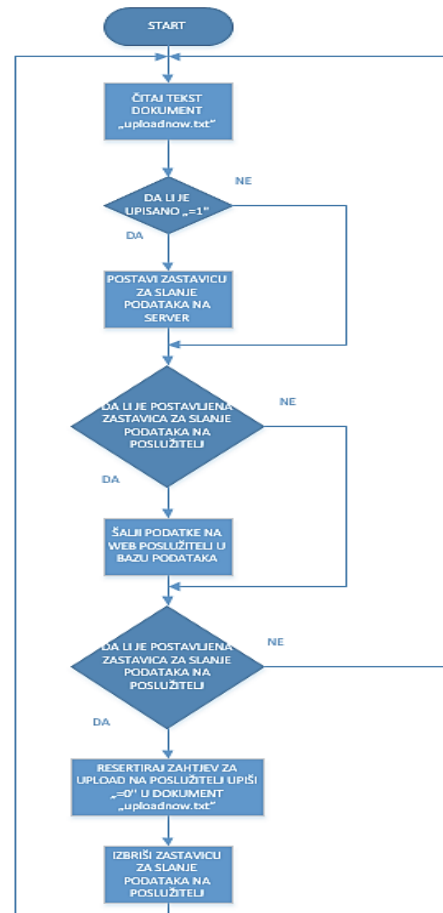 START
ČITAJ TEKST
DOKUMENT
„uploadnow.txt"
DA LI JE
UPISANO „=1"
NE
DA
POSTAVI ZASTAVICU
ZA SLANJE
PODATAKA NA
SERVER
DA LI JE POSTAVLJENA
ZASTAVICA ZA SLANJE
PODATAKA NA
POSLUŽITELJ
NE
DA
ŠALJI PODATKE NA
WEB POSLUŽITELJ U
BAZU PODATAKA
DA LI JE POSTAVLJENA
ZASTAVICA ZA SLANJE
PODATAKA NA
POSLUŽITELJ
NE
DA
RESERTIRAJ ZAHTJEV ZA
UPLOAD NA POSLUŽITELJ UPIŠI
„=0" U DOKUMENT
„uploadnow.txt"
IZBRIŠI ZASTAVICU
ZA SLANJE
PODATAKA NA
POSLUŽITELJ